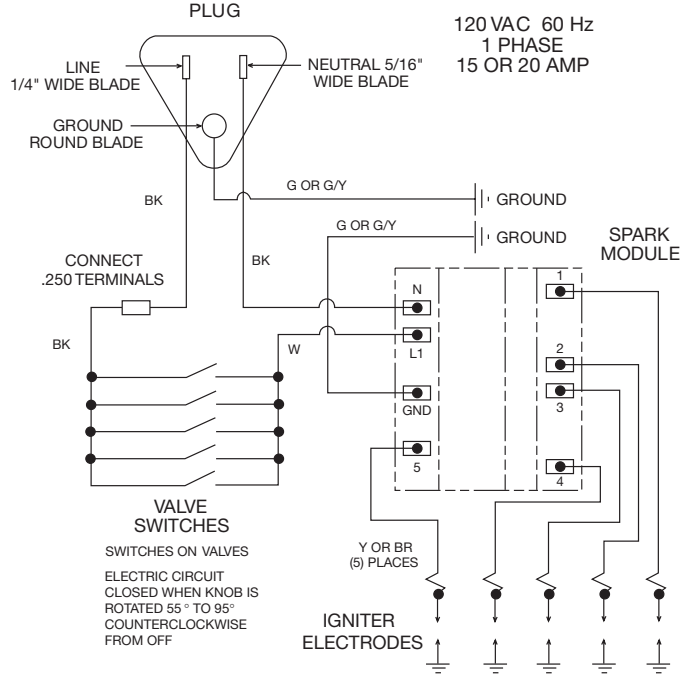 PLUG
120 VAC 60 Hz
1 PHASE
15 OR 20 AMP
LINE
1/4" WIDE BLADE
NEUTRAL 5/16"
WIDE BLADE
GROUND
ROUND BLADE
BK
G OR G/Y
GROUND
G OR G/Y
GROUND
SPARK
MODULE
CONNECT
.250 TERMINALS
BK
N
1
BK
W
L1
2
3
GND
5
4
VALVE
SWITCHES
SWITCHES ON VALVES
ELECTRIC CIRCUIT
CLOSED WHEN KNOB IS
ROTATED 55° TO 95°
COUNTERCLOCKWISE
FROM OFF
Y OR BR
(5) PLACES
IGNITER
ELECTRODES